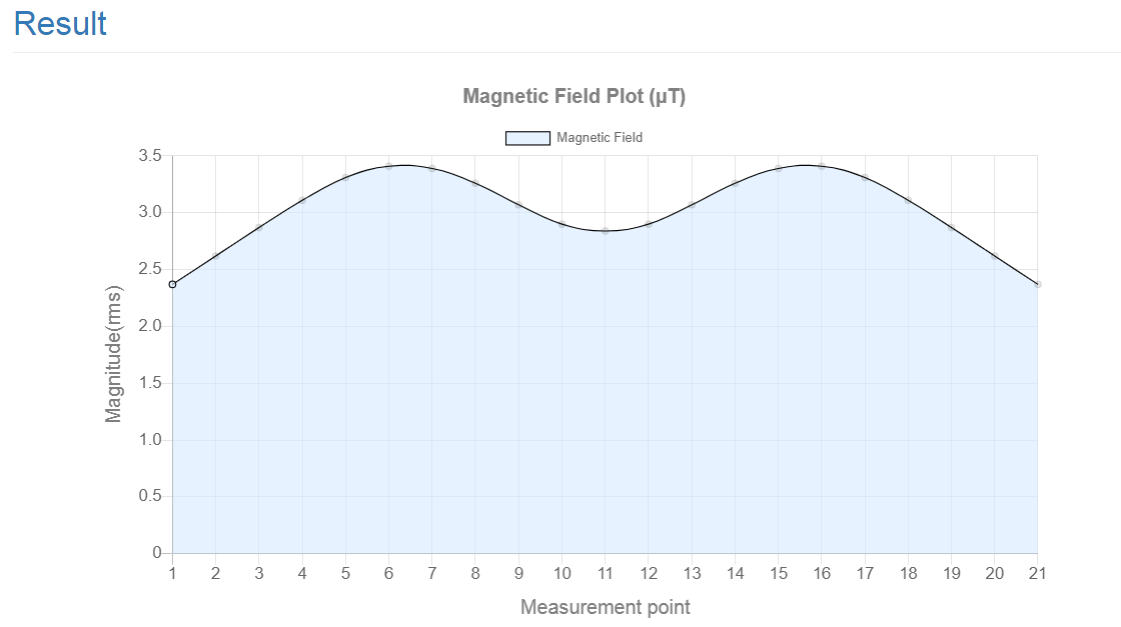 Result
Magnetic Field Plot (µT)
Magnetic Field
3.5
3.0
2.5
2.0
1.5
1.0
0.5
0
Magnitude(rms)
1 2 3 4 5 6 7 8 9 10 11 12 13 14 15 16 17 18 19 20 21
Measurement point